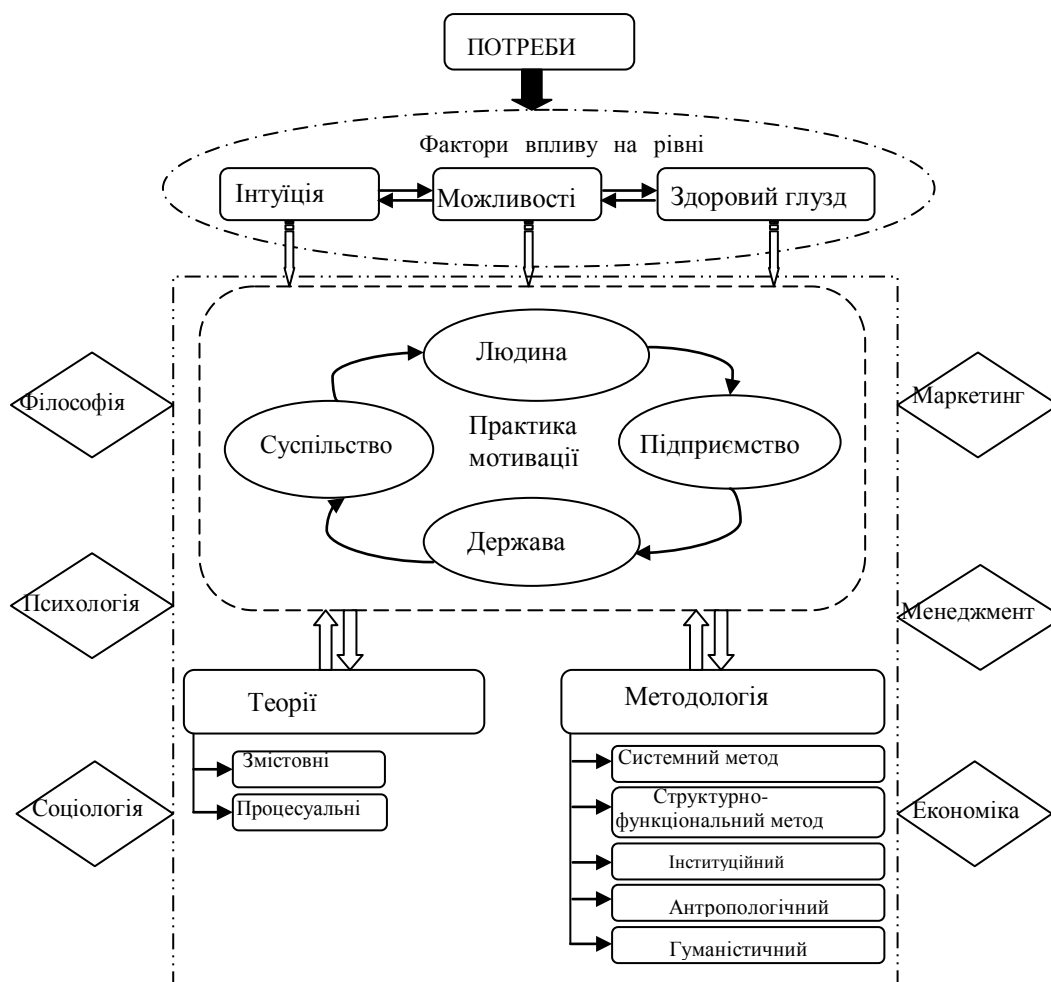 ПОТРЕБИ
Фактори впливу на рівні
Інтуїція
Можливості
Здоровий глузд
Людина
Філософія
Маркетинг
Суспільство
Практика
мотивації
Підприємство
Держава
Психологія
Менеджмент
Теорії
Методологія
Змістовні
Системний метод
Процесуальні
Структурно-
функціональний метод
Соціологія
Економіка
Інституційний
Антропологічний
Гуманістичний